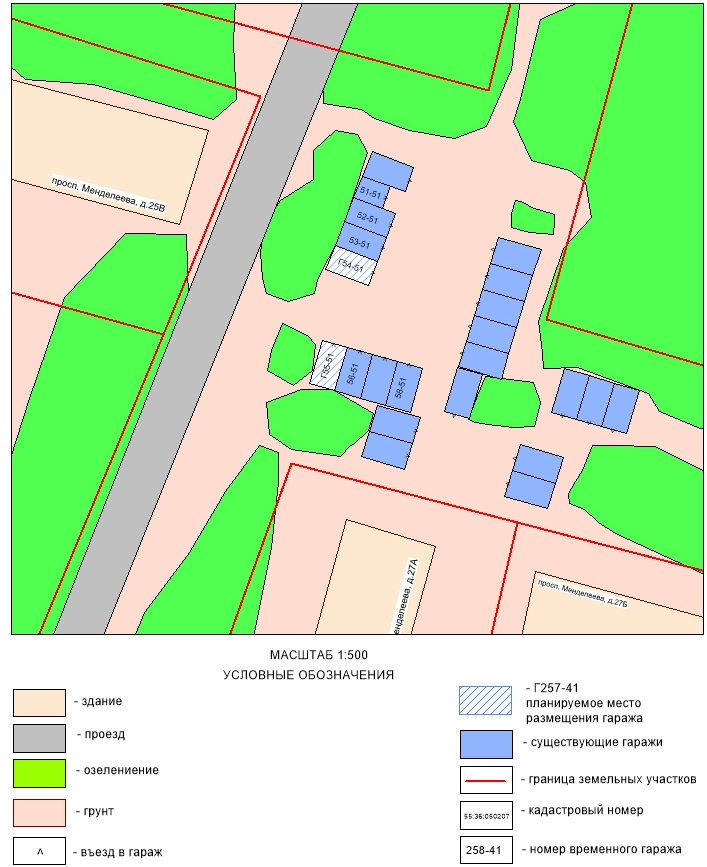 просп. Менделеева, д.25В
51-51
52-51
53-51
Г54-51
Г55-51
56-51
58-51
енделеева, д.27А
просп. Менделеева, д.27Б
МАСШТАБ 1:500
УСЛОВНЫЕ ОБОЗНАЧЕНИЯ
- здание
- проезд
- озелениение
- грунт
^ - въезд в гараж
- Г257-41
планируемое место
размещения гаража
- существующие гаражи
- граница земельных участков
55:36:050207 - кадастровый номер
258-41 - номер временного гаража